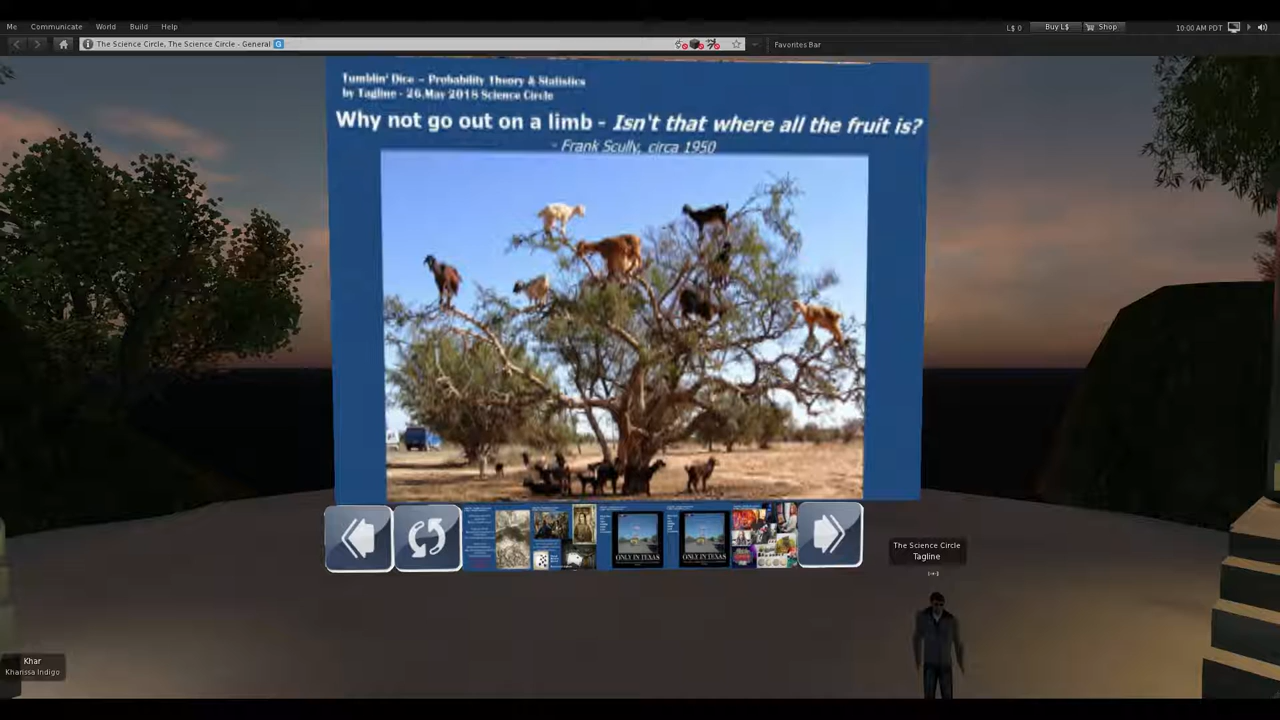 Me Communicate World Build Help
L$ 0 Buy L$ Shop 10:00 AM PDT
The Science Circle, The Science Circle - General G
Favorites Bar
Tumblin' Dice – Probability Theory & Statistics
by Tagline - 26 May 2018 Science Circle
Why not go out on a limb - Isn't that where all the fruit is?
- Frank Scully, circa 1950
ONLY IN TEXAS
ONLY IN TEXAS
The Science Circle
Tagline
Khar
Kharissa Indigo